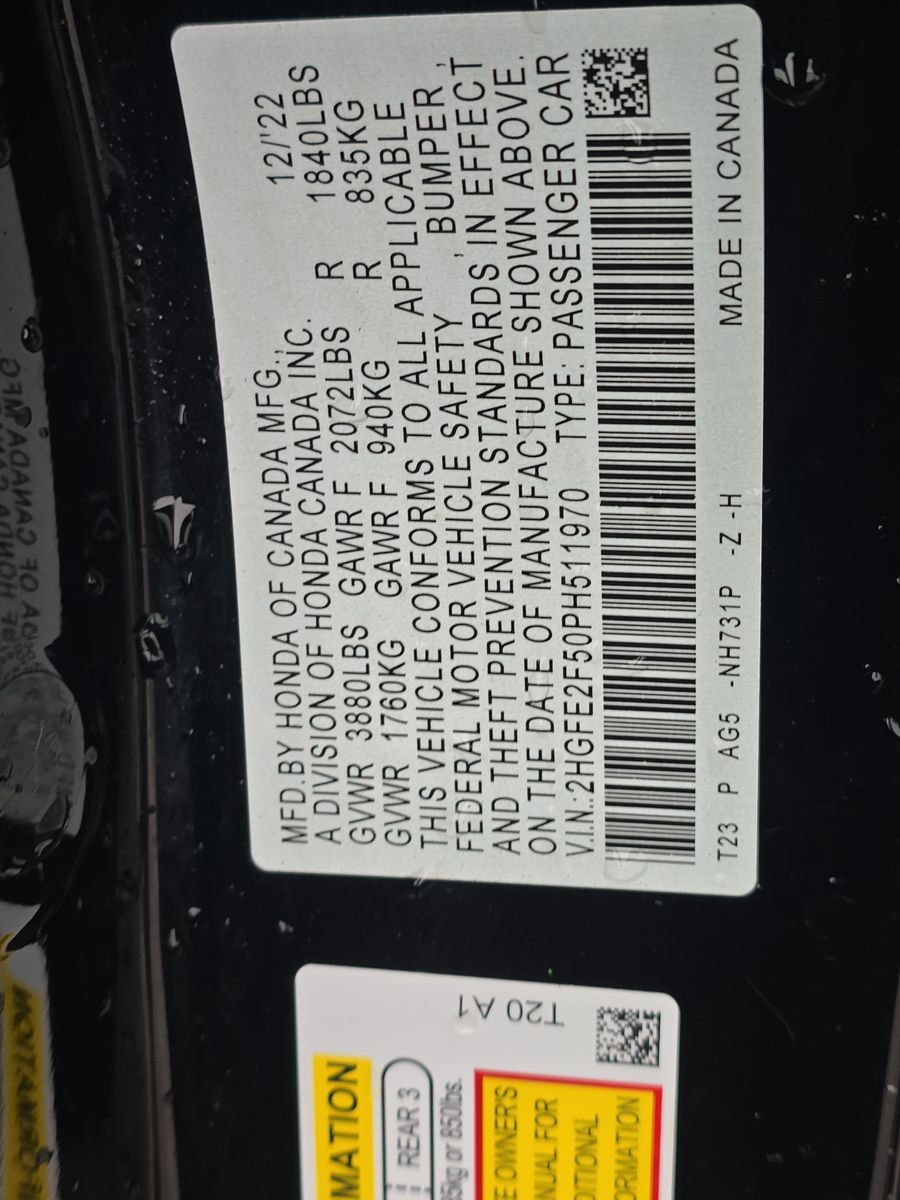 MFD.BY HONDA OF CANADA MFG., 12/'22
A DIVISION OF HONDA CANADA INC.
GVWR 3880LBS GAWR F 2072LBS R 1840LBS
GVWR 1760KG GAWR F 940KG R 835KG
THIS VEHICLE CONFORMS TO ALL APPLICABLE
FEDERAL MOTOR VEHICLE SAFETY , BUMPER ,
AND THEFT PREVENTION STANDARDS IN EFFECT
ON THE DATE OF MANUFACTURE SHOWN ABOVE.
V.I.N.:2HGFE2F50PH511970 TYPE: PASSENGER CAR
T23 P AG5 -NH731P -Z -H MADE IN CANADA
T20 A1
MATION
REAR 3
35kg or 850lbs.
E OWNER'S
NUAL FOR
DITIONAL
ORMATION